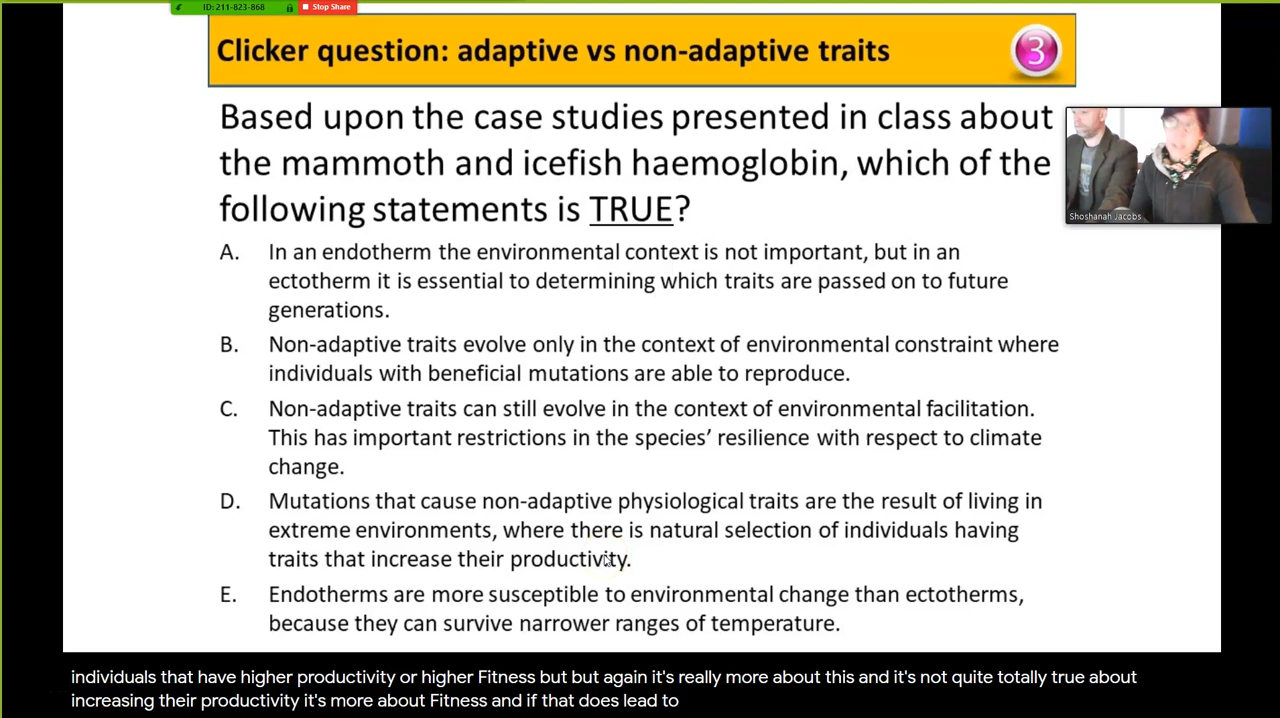 ID: 211-823-868
Stop Share
Clicker question: adaptive vs non-adaptive traits
3
Based upon the case studies presented in class about
the mammoth and icefish haemoglobin, which of the
following statements is TRUE?
Shoshanah Jacobs
A. In an endotherm the environmental context is not important, but in an
ectotherm it is essential to determining which traits are passed on to future
generations.
B. Non-adaptive traits evolve only in the context of environmental constraint where
individuals with beneficial mutations are able to reproduce.
C. Non-adaptive traits can still evolve in the context of environmental facilitation.
This has important restrictions in the species’ resilience with respect to climate
change.
D. Mutations that cause non-adaptive physiological traits are the result of living in
extreme environments, where there is natural selection of individuals having
traits that increase their productivity.
E. Endotherms are more susceptible to environmental change than ectotherms,
because they can survive narrower ranges of temperature.
individuals that have higher productivity or higher Fitness but but again it's really more about this and it's not quite totally true about
increasing their productivity it's more about Fitness and if that does lead to